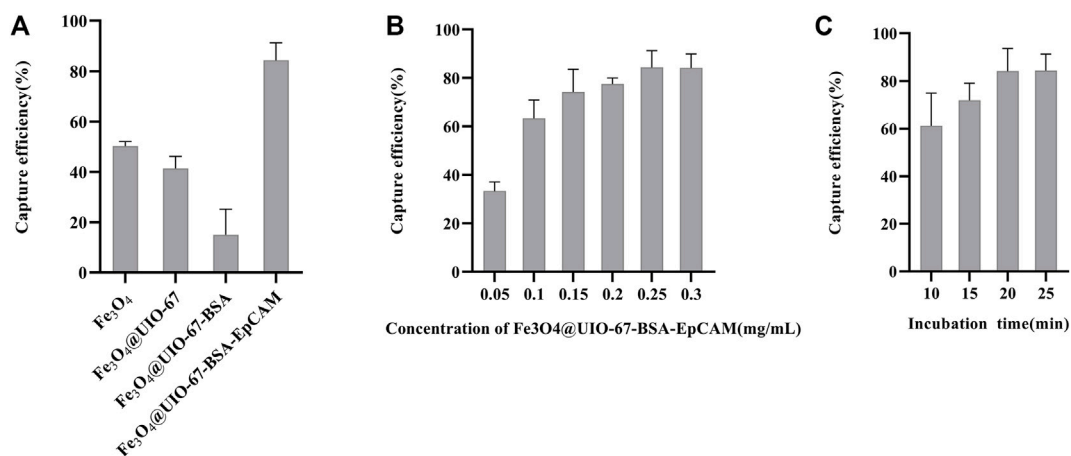 A
Capture efficiency(%)
100
80
60
40
20
0
Fe₃O₄
Fe₃O₄@UIO-67
Fe₃O₄@UIO-67-BSA
Fe₃O₄@UIO-67-BSA-EpCAM
B
Capture efficiency(%)
100
80
60
40
20
0
0.05 0.1 0.15 0.2 0.25 0.3
Concentration of Fe3O4@UIO-67-BSA-EpCAM(mg/mL)
C
Capture efficiency(%)
100
80
60
40
20
0
10 15 20 25
Incubation time(min)